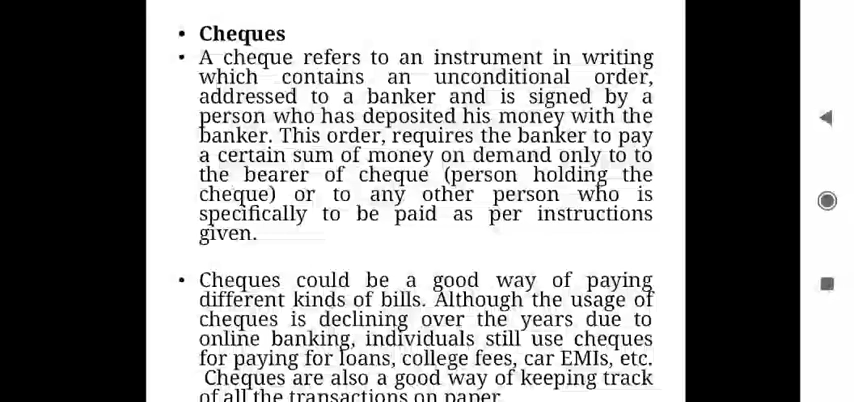 • Cheques
• A cheque refers to an instrument in writing
which contains an unconditional order,
addressed to a banker and is signed by a
person who has deposited his money with the
banker. This order, requires the banker to pay
a certain sum of money on demand only to to
the bearer of cheque (person holding the
cheque) or to any other person who is
specifically to be paid as per instructions
given.
• Cheques could be a good way of paying
different kinds of bills. Although the usage of
cheques is declining over the years due to
online banking, individuals still use cheques
for paying for loans, college fees, car EMIs, etc.
Cheques are also a good way of keeping track
of all the transactions on paper